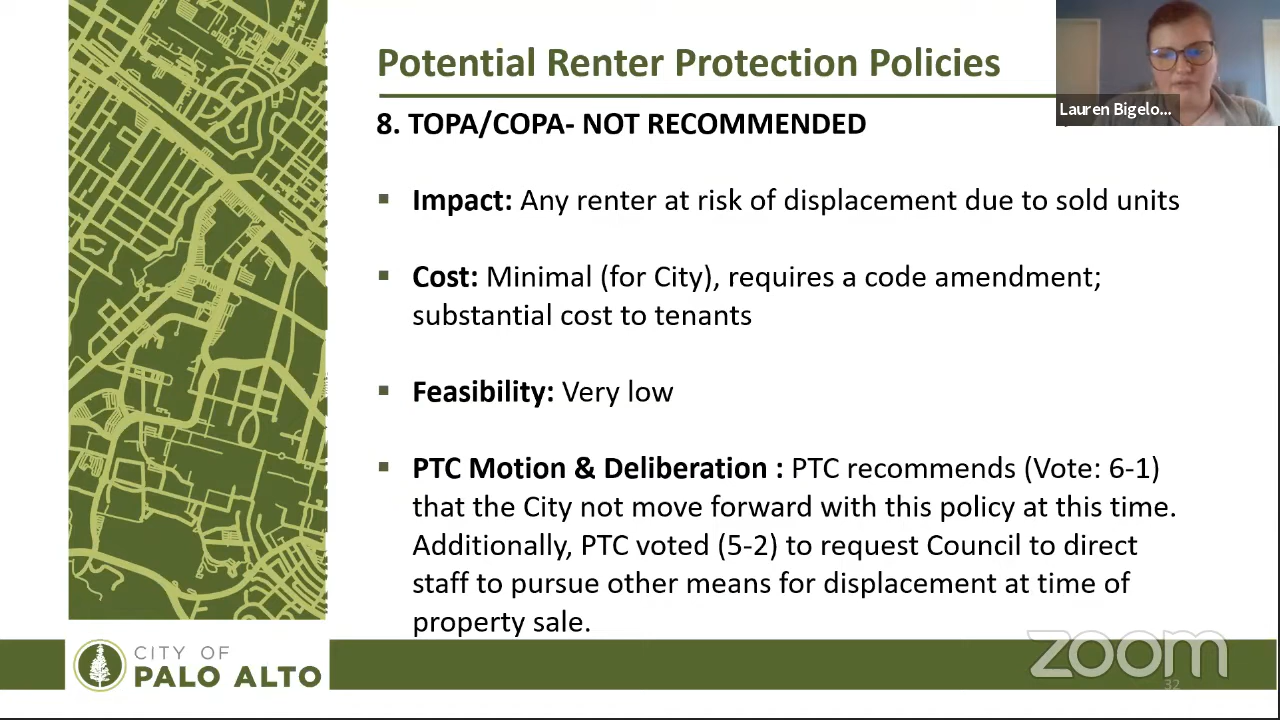 Potential Renter Protection Policies
Lauren Bigelo...
8. TOPA/COPA- NOT RECOMMENDED
▪ Impact: Any renter at risk of displacement due to sold units
▪ Cost: Minimal (for City), requires a code amendment;
substantial cost to tenants
▪ Feasibility: Very low
▪ PTC Motion & Deliberation : PTC recommends (Vote: 6-1)
that the City not move forward with this policy at this time.
Additionally, PTC voted (5-2) to request Council to direct
staff to pursue other means for displacement at time of
property sale.
CITY OF
PALO ALTO
zoom
32